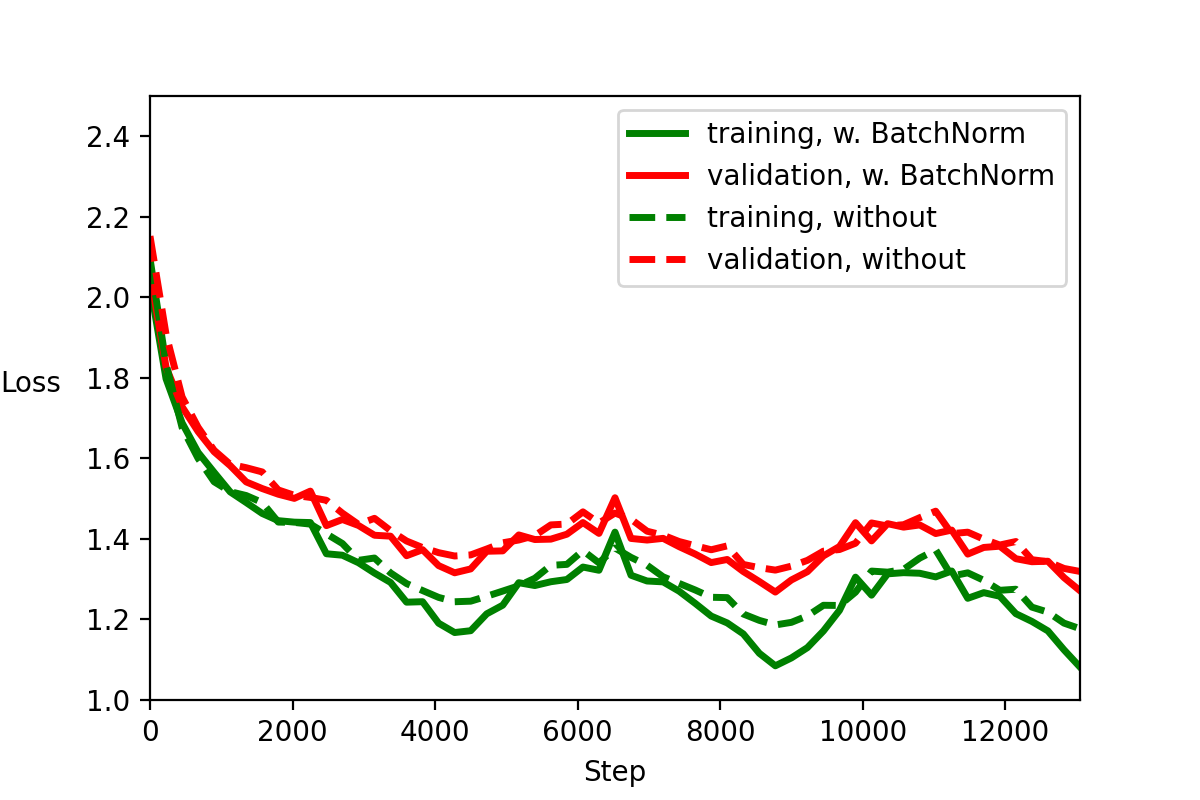 training, w. BatchNorm
validation, w. BatchNorm
training, without
validation, without
2.4
2.2
2.0
1.8
1.6
1.4
1.2
1.0
Loss
0
2000
4000
6000
8000
10000
12000
Step